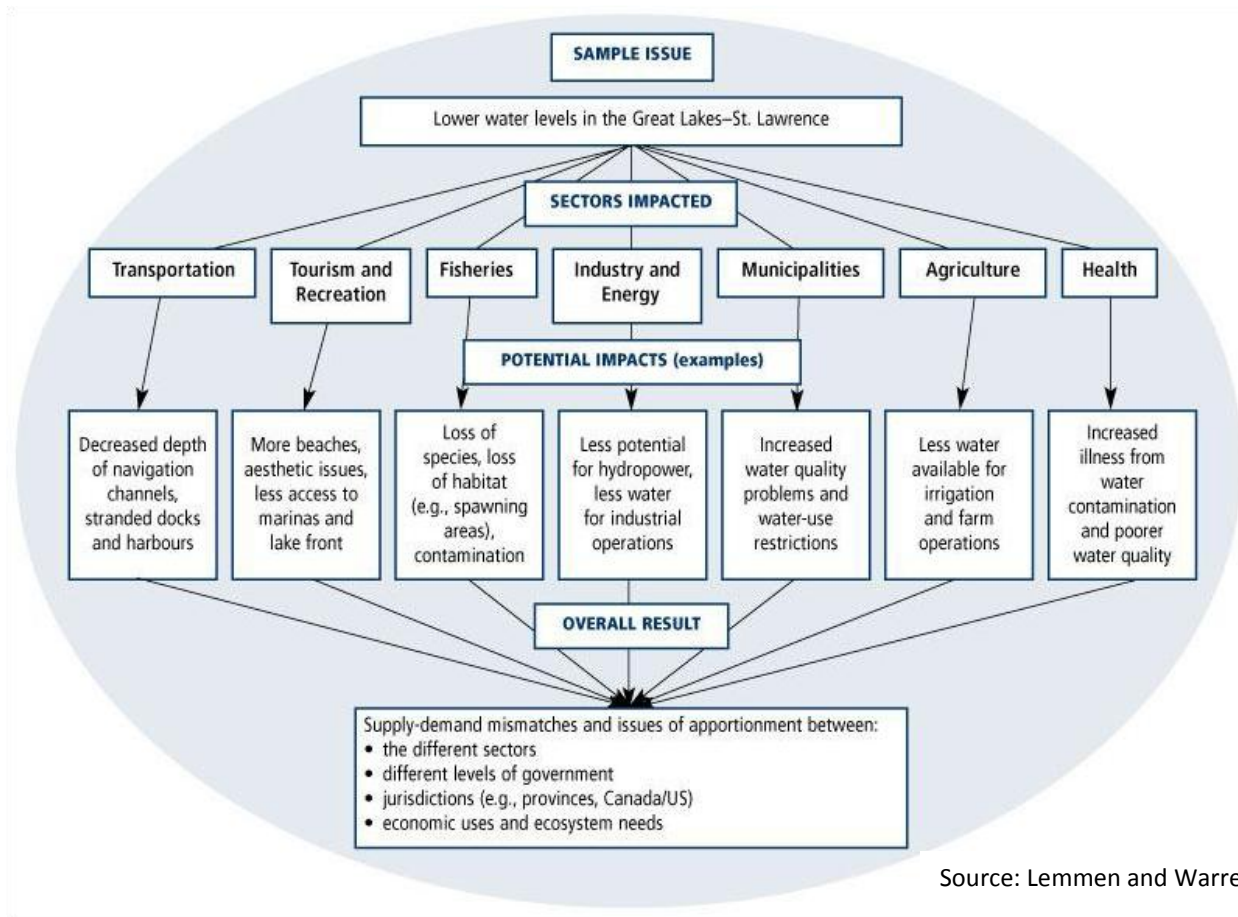 SAMPLE ISSUE
Lower water levels in the Great Lakes–St. Lawrence
SECTORS IMPACTED
Transportation
Tourism and
Recreation
Fisheries
Industry and
Energy
Municipalities
Agriculture
Health
POTENTIAL IMPACTS (examples)
Decreased depth
of navigation
channels,
stranded docks
and harbours
More beaches,
aesthetic issues,
less access to
marinas and
lake front
Loss of
species, loss
of habitat
(e.g., spawning
areas),
contamination
Less potential
for hydropower,
less water
for industrial
operations
Increased
water quality
problems and
water-use
restrictions
Less water
available for
irrigation
and farm
operations
Increased
illness from
water
contamination
and poorer
water quality
OVERALL RESULT
Supply-demand mismatches and issues of apportionment between:
• the different sectors
• different levels of government
• jurisdictions (e.g., provinces, Canada/US)
• economic uses and ecosystem needs
Source: Lemmen and Warre